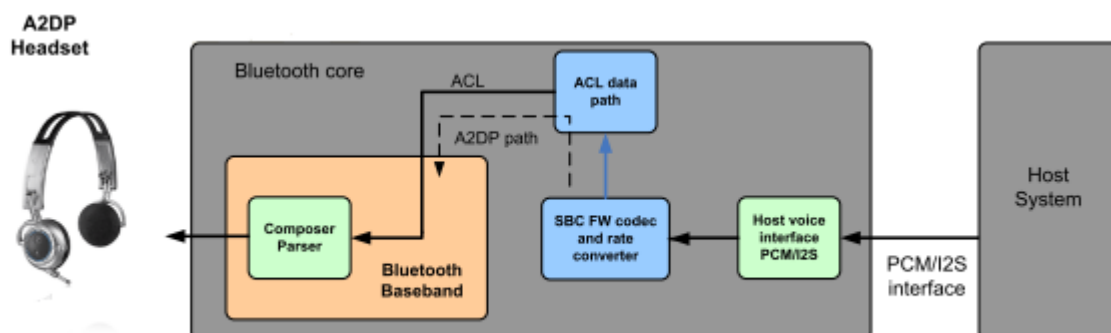 A2DP
Headset
Bluetooth core
ACL
ACL data
path
A2DP path
Host
System
Composer
Parser
SBC FW codec
and rate
converter
Host voice
interface
PCM/I2S
Bluetooth
Baseband
PCM/I2S
interface